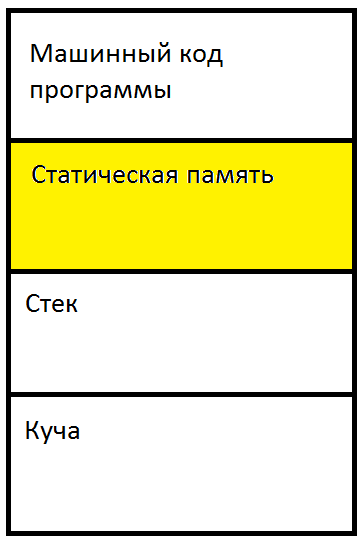 Машинный код
программы
Статическая память
Стек
Куча